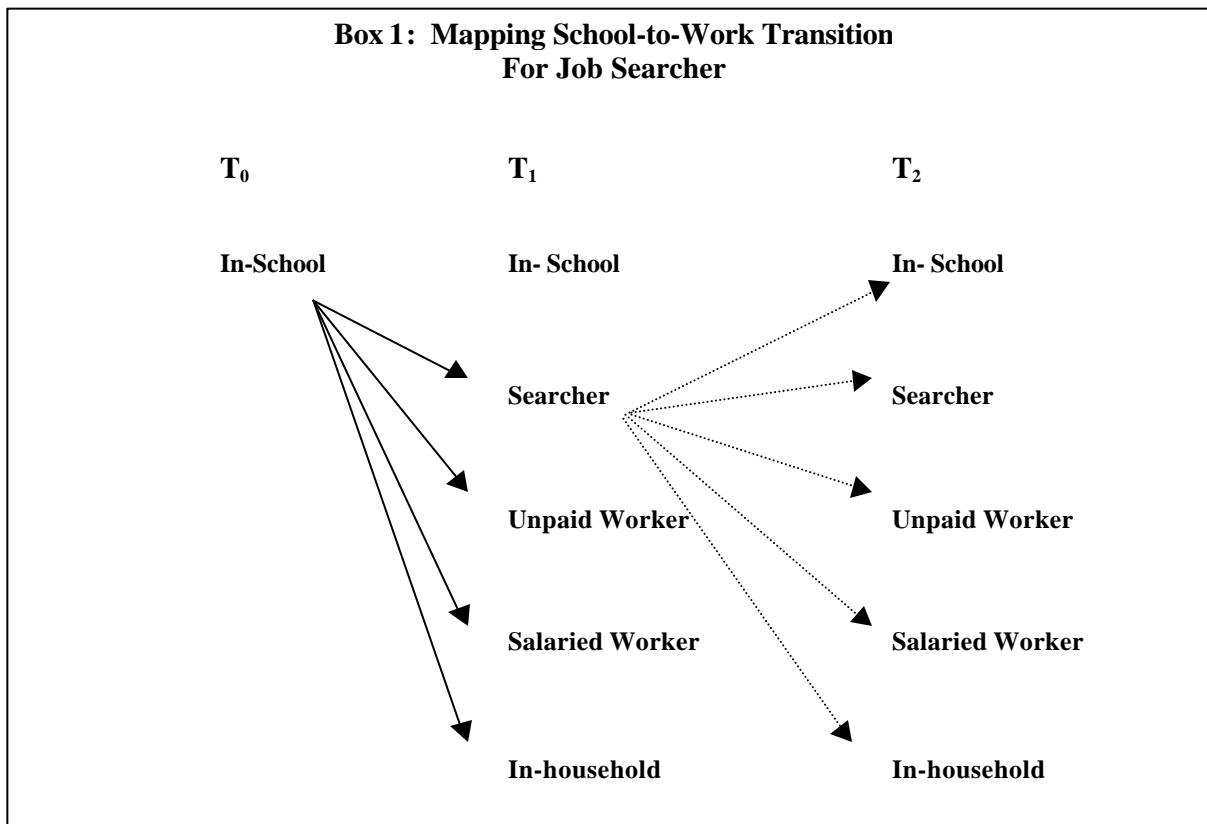 Box 1: Mapping School-to-Work Transition
For Job Searcher
T₀ T₁ T₂
In-School In- School In- School
Searcher Searcher
Unpaid Worker Unpaid Worker
Salaried Worker Salaried Worker
In-household In-household